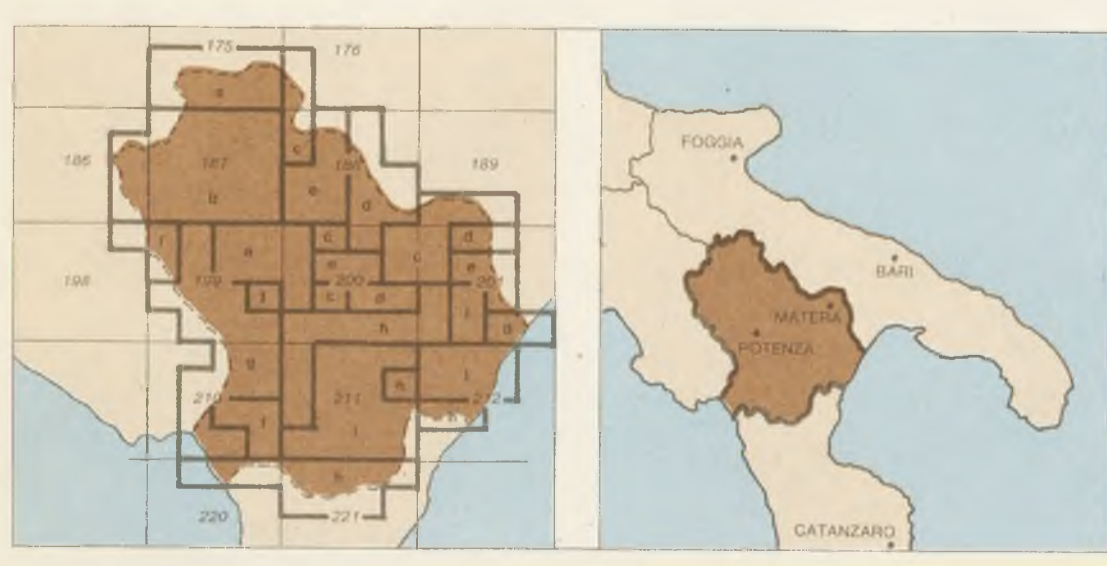 175
176
186
187
188
189
198
199
200
201
210
211
212
220
221
a
b
c
e
d
f
a
c
e
c
d
e
i
a
h
g
f
i
h
h
FOGGIA
BARI
MATERA
POTENZA
CATANZARO